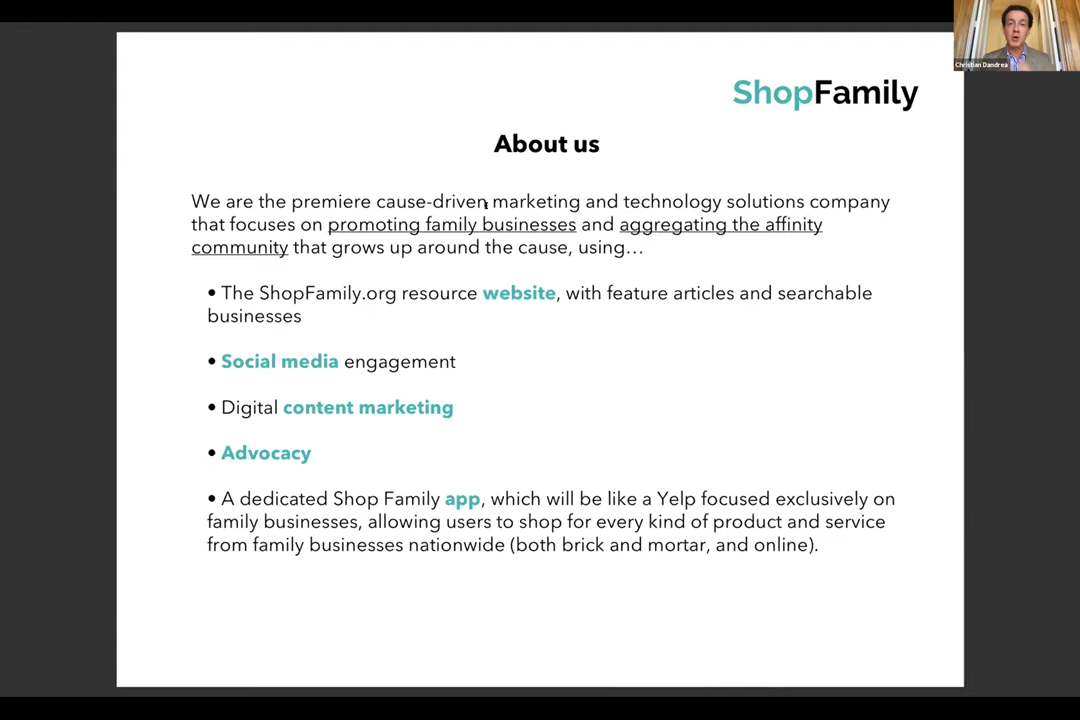 Christian Dandrea
ShopFamily
About us
We are the premiere cause-driven marketing and technology solutions company
that focuses on promoting family businesses and aggregating the affinity
community that grows up around the cause, using…
• The ShopFamily.org resource website, with feature articles and searchable
businesses
• Social media engagement
• Digital content marketing
• Advocacy
• A dedicated Shop Family app, which will be like a Yelp focused exclusively on
family businesses, allowing users to shop for every kind of product and service
from family businesses nationwide (both brick and mortar, and online).